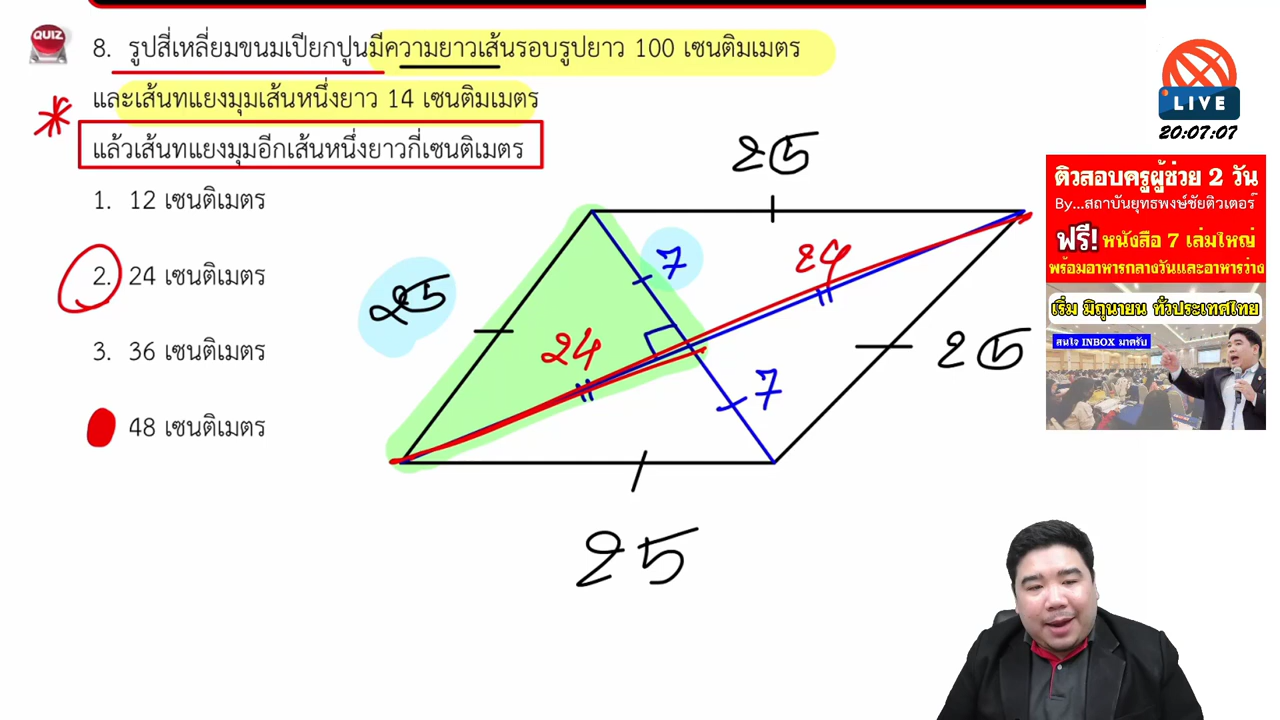 QUIZ
8. รูปสี่เหลี่ยมขนมเปียกปูนมีความยาวเส้นรอบรูปยาว 100 เซนติมเมตร
และเส้นทแยงมุมเส้นหนึ่งยาว 14 เซนติมเมตร
แล้วเส้นทแยงมุมอีกเส้นหนึ่งยาวกี่เซนติเมตร
1. 12 เซนติเมตร
2. 24 เซนติเมตร
3. 36 เซนติเมตร
48 เซนติเมตร
25
7
24
25
24
25
7
25
LIVE
20:07:07
ติวสอบครูผู้ช่วย 2 วัน
By...สถาบันยุทธพงษ์ชัยติวเตอร์
ฟรี! หนังสือ 7 เล่มใหญ่
พร้อมอาหารกลางวันและอาหารว่าง
เริ่ม มิถุนายน ทั่วประเทศไทย
สนใจ INBOX มาครับ